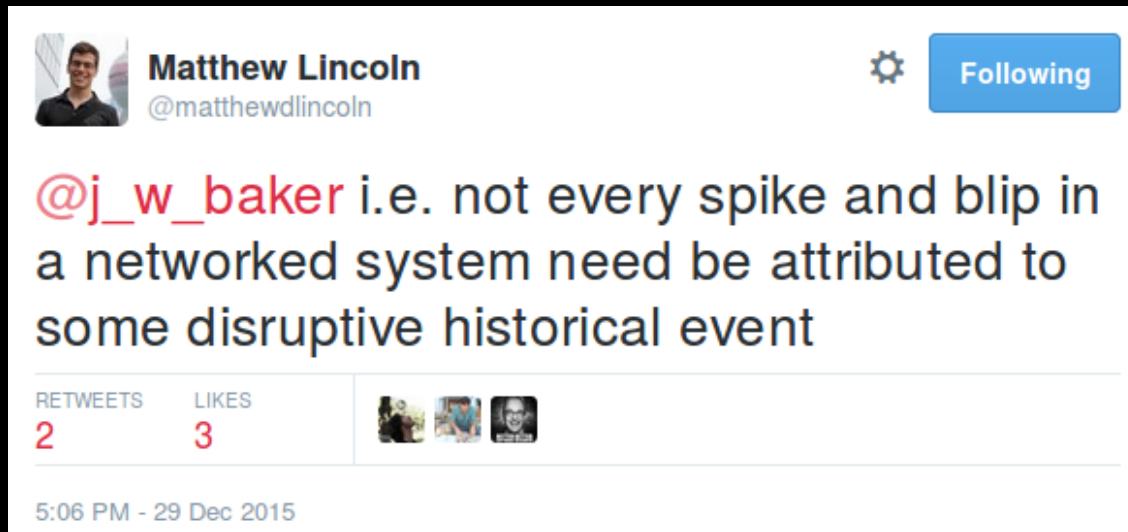 Matthew Lincoln
@matthewdlincoln
Following
@j_w_baker i.e. not every spike and blip in
a networked system need be attributed to
some disruptive historical event
RETWEETS LIKES
2 3
5:06 PM - 29 Dec 2015